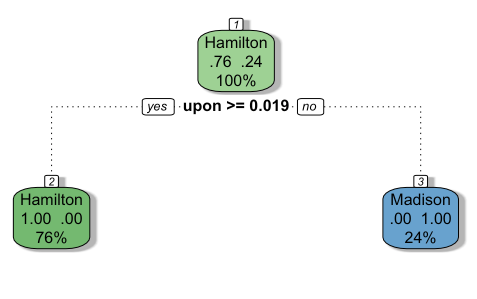 1
Hamilton
.76 .24
100%
yes upon >= 0.019 no
2
Hamilton
1.00 .00
76%
3
Madison
.00 1.00
24%